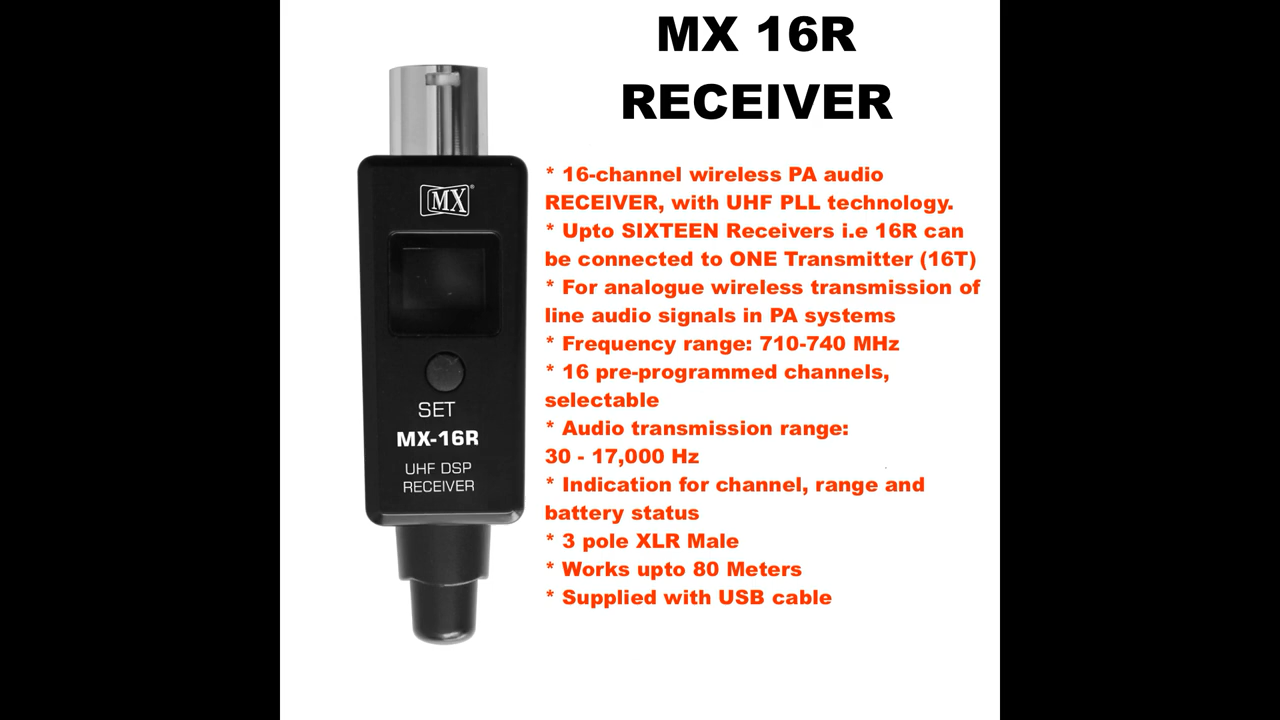 MX 16R
RECEIVER
* 16-channel wireless PA audio
RECEIVER, with UHF PLL technology.
* Upto SIXTEEN Receivers i.e 16R can
be connected to ONE Transmitter (16T)
* For analogue wireless transmission of
line audio signals in PA systems
* Frequency range: 710-740 MHz
* 16 pre-programmed channels,
selectable
* Audio transmission range:
30 - 17,000 Hz
* Indication for channel, range and
battery status
* 3 pole XLR Male
* Works upto 80 Meters
* Supplied with USB cable
MX®
SET
MX-16R
UHF DSP
RECEIVER